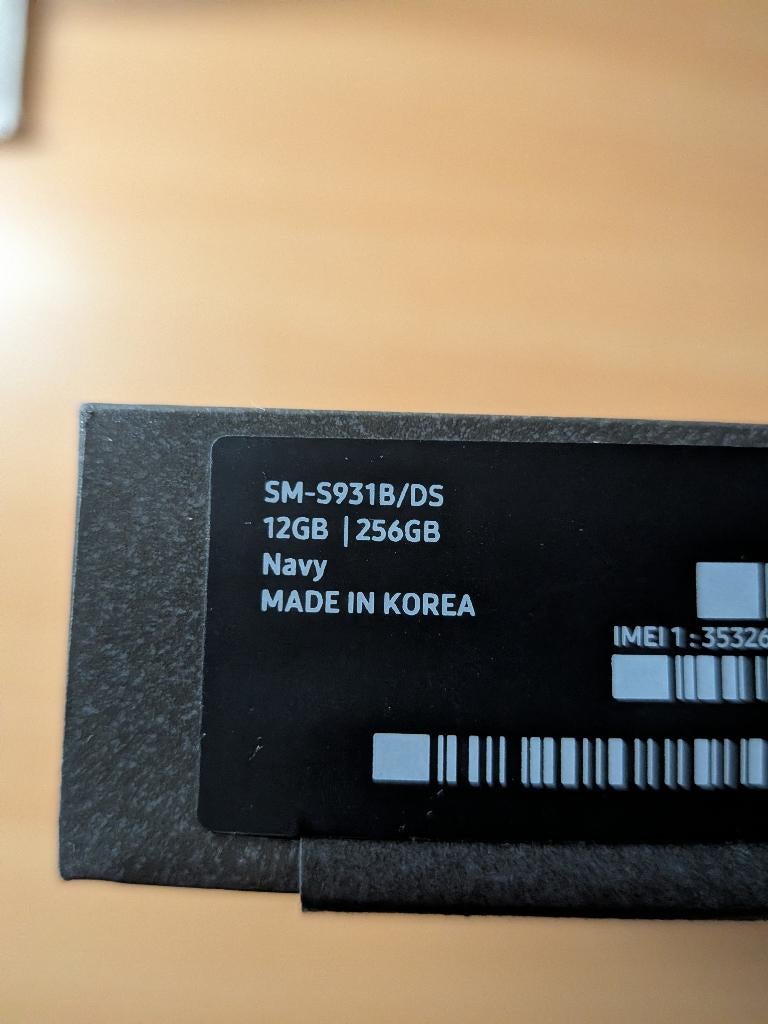 SM-S931B/DS
12GB | 256GB
Navy
MADE IN KOREA
IMEI 1 : 35326